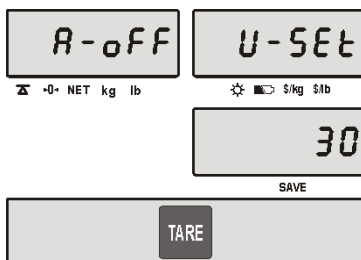 A-oFF
U-SEt
→0← NET kg lb
$/kg $/lb
30
SAVE
TARE